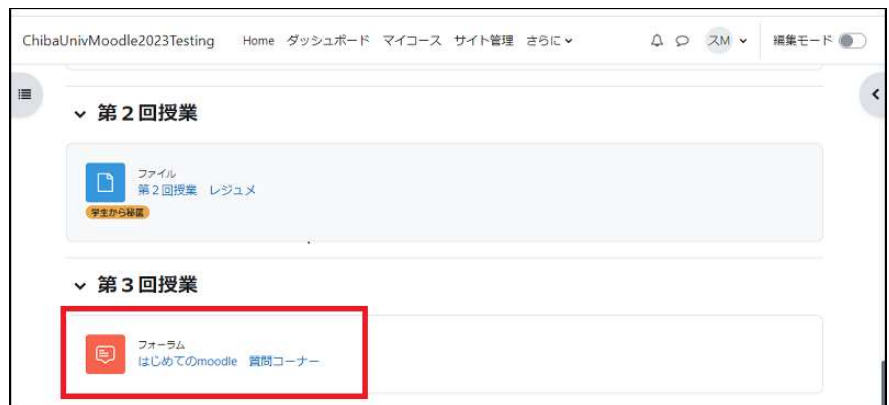 ChibaUnivMoodle2023Testing Home ダッシュボード マイコース サイト管理 さらに スM 編集モード
第２回授業
ファイル
第２回授業　レジュメ
学生から秘匿
第３回授業
フォーラム
はじめてのmoodle　質問コーナー